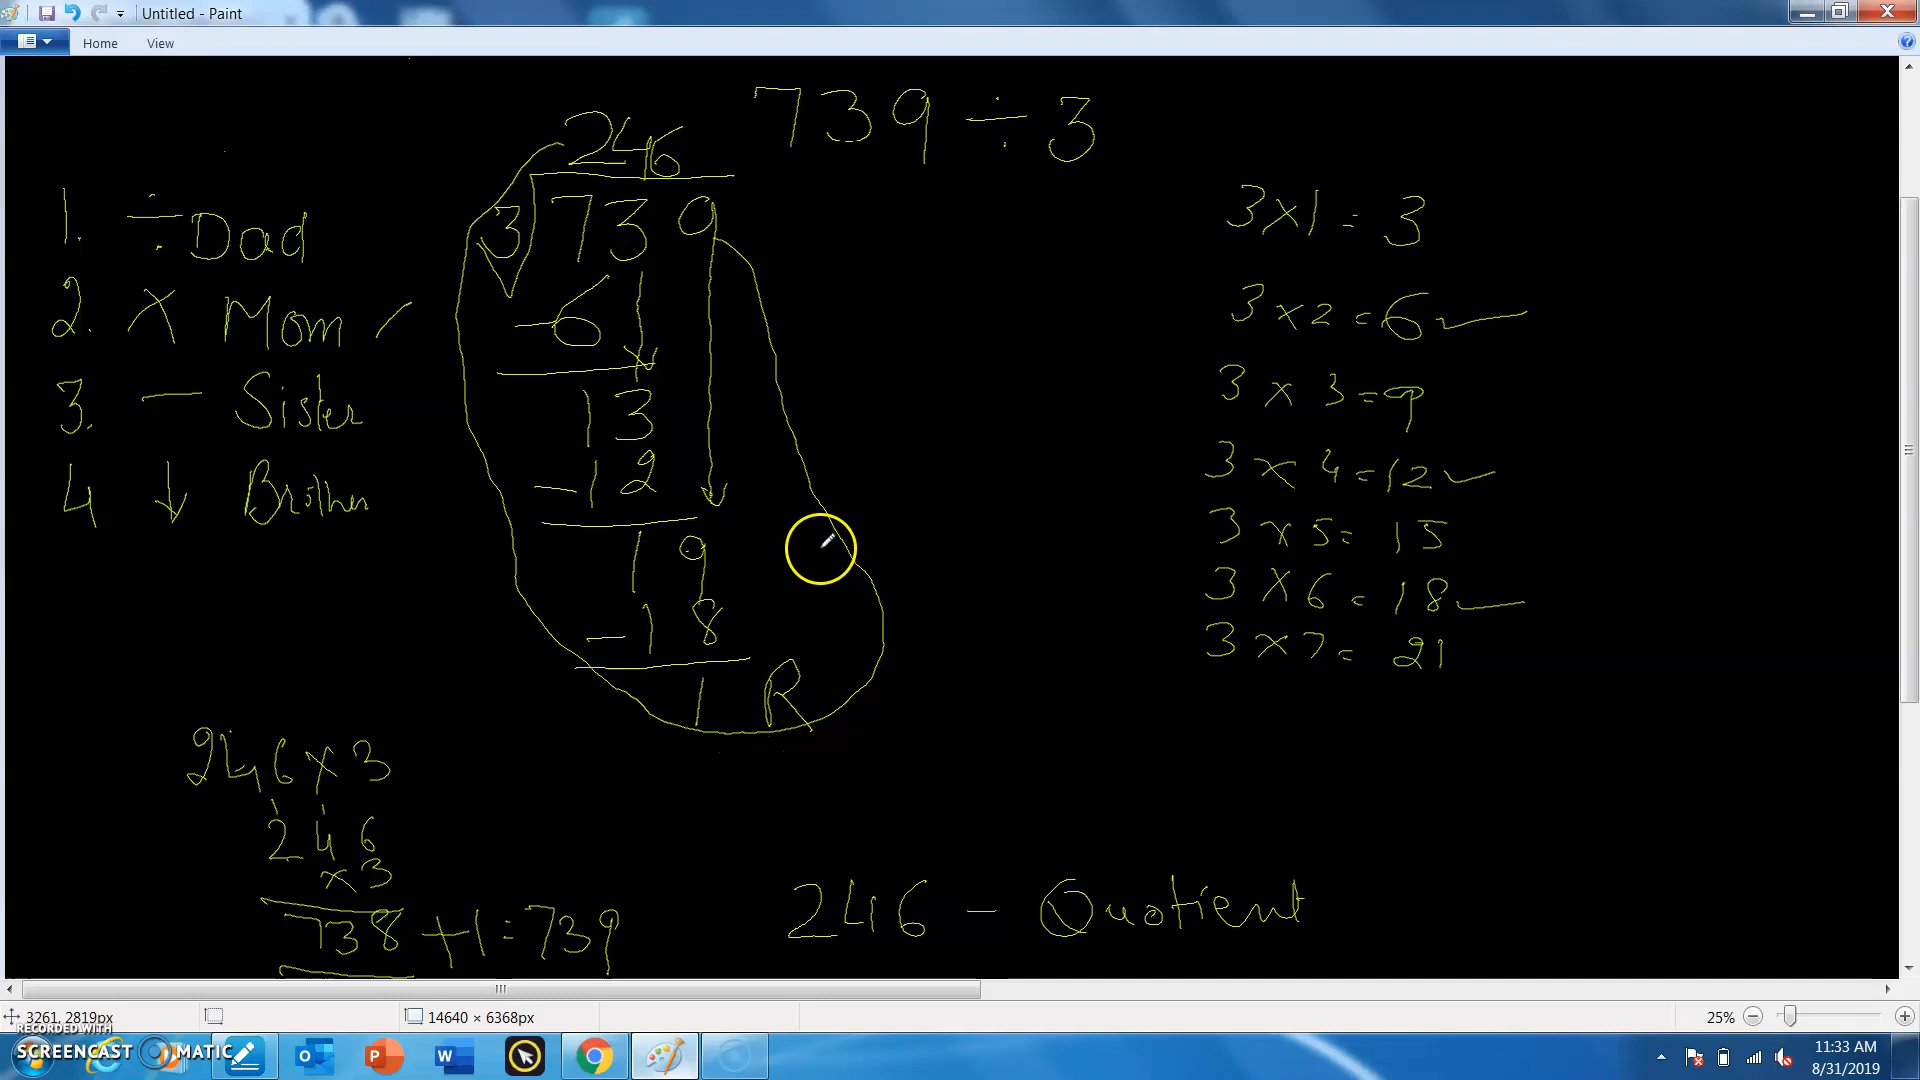 Untitled - Paint
Home
View
739 ÷ 3
246
3 739
-6
13
-12
19
-18
1 R
1. ÷ Dad
2. × Mom ✓
3. — Sister
4 ↓ Brother
3 × 1 = 3
3 × 2 = 6 ✓
3 × 3 = 9
3 × 4 = 12 ✓
3 × 5 = 15
3 × 6 = 18 ✓
3 × 7 = 21
246 × 3
1 1
246
× 3
738 + 1 = 739
246 - Quotient
3261, 2819px
14640 × 6368px
25%
RECORDED WITH
SCREENCAST MATIC
11:33 AM
8/31/2019